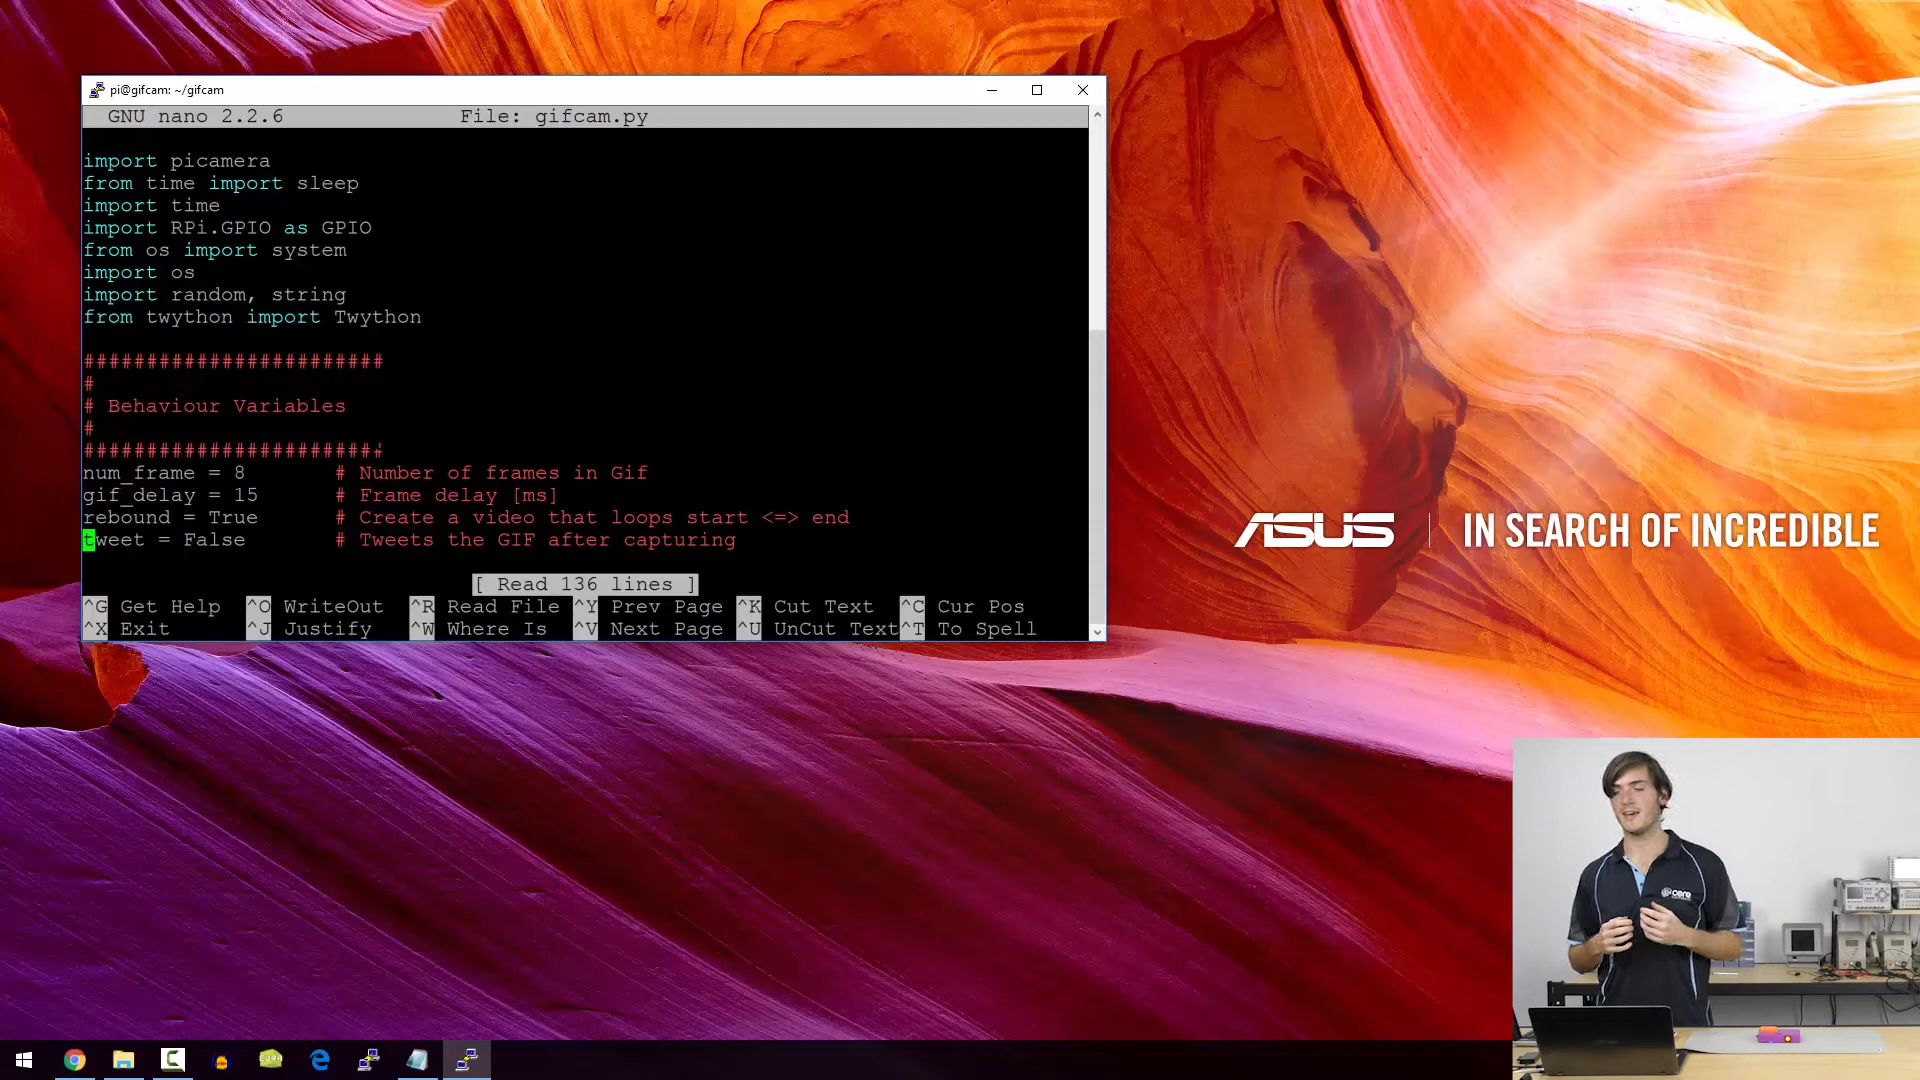 pi@gifcam: ~/gifcam
GNU nano 2.2.6 File: gifcam.py
import picamera
from time import sleep
import time
import RPi.GPIO as GPIO
from os import system
import os
import random, string
from twython import Twython
########################
#
# Behaviour Variables
#
########################
num_frame = 8 # Number of frames in Gif
gif_delay = 15 # Frame delay [ms]
rebound = True # Create a video that loops start <=> end
tweet = False # Tweets the GIF after capturing
[ Read 136 lines ]
^G Get Help ^O WriteOut ^R Read File ^Y Prev Page ^K Cut Text ^C Cur Pos
^X Exit ^J Justify ^W Where Is ^V Next Page ^U UnCut Text ^T To Spell
ASUS IN SEARCH OF INCREDIBLE
core
CURA